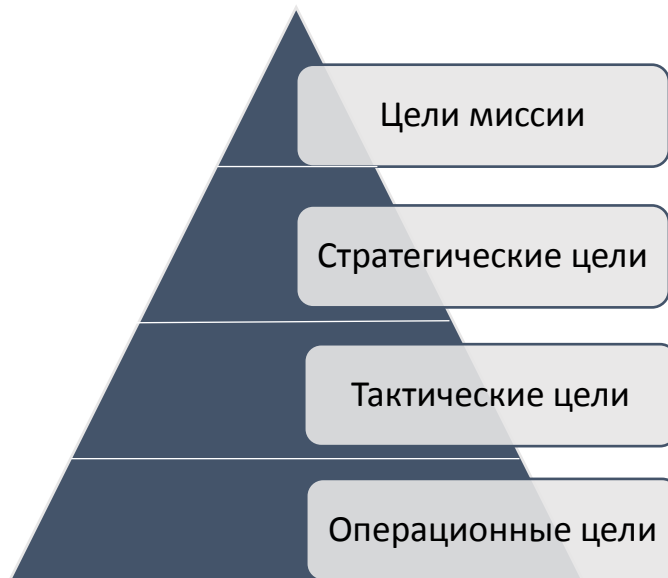 Цели миссии
Стратегические цели
Тактические цели
Операционные цели